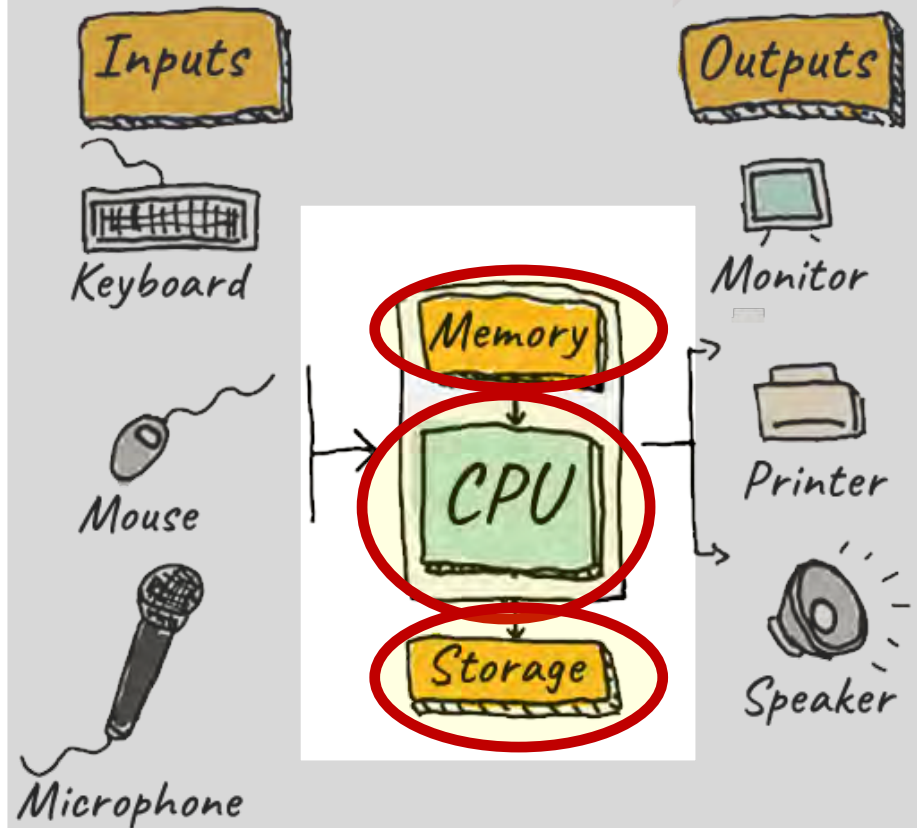 Inputs
Outputs
Keyboard
Monitor
Memory
CPU
Mouse
Printer
Storage
Speaker
Microphone